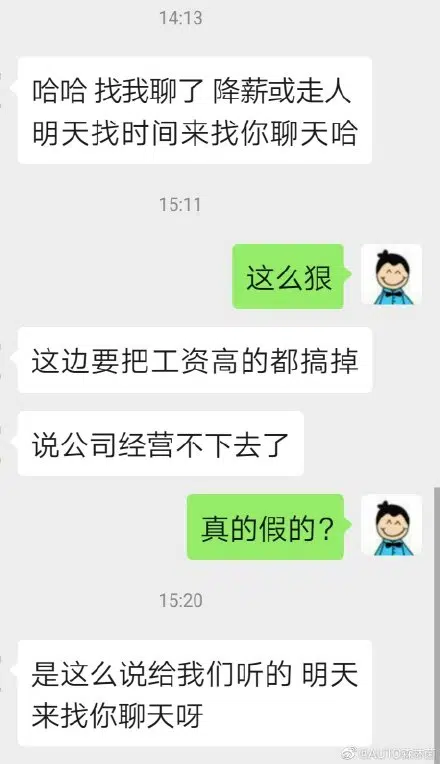 14:13
哈哈 找我聊了 降薪或走人
明天找时间来找你聊天哈
15:11
这么狠
这边要把工资高的都搞掉
说公司经营不下去了
真的假的?
15:20
是这么说给我们听的 明天
来找你聊天呀